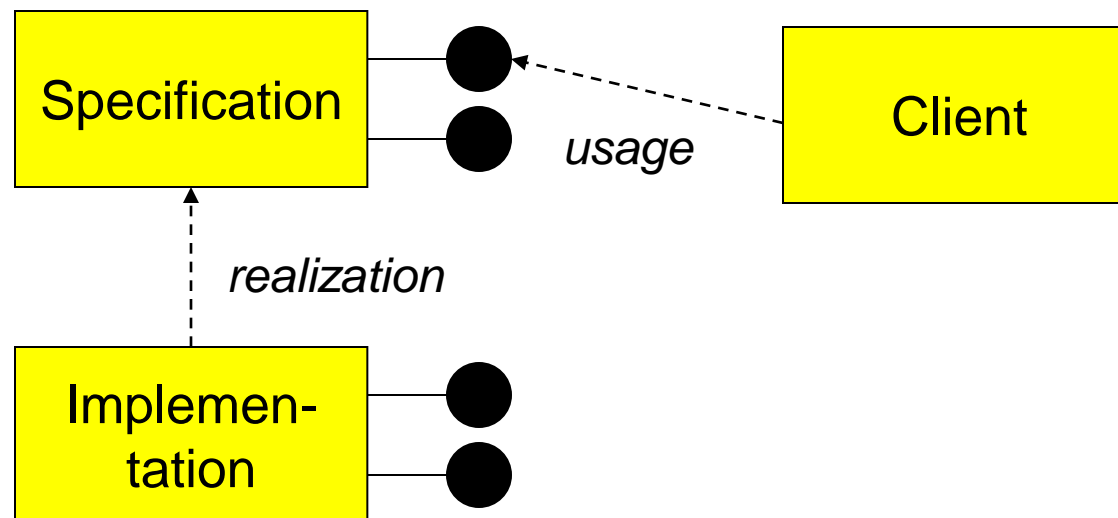 Specification
Client
usage
realization
Implemen-
tation